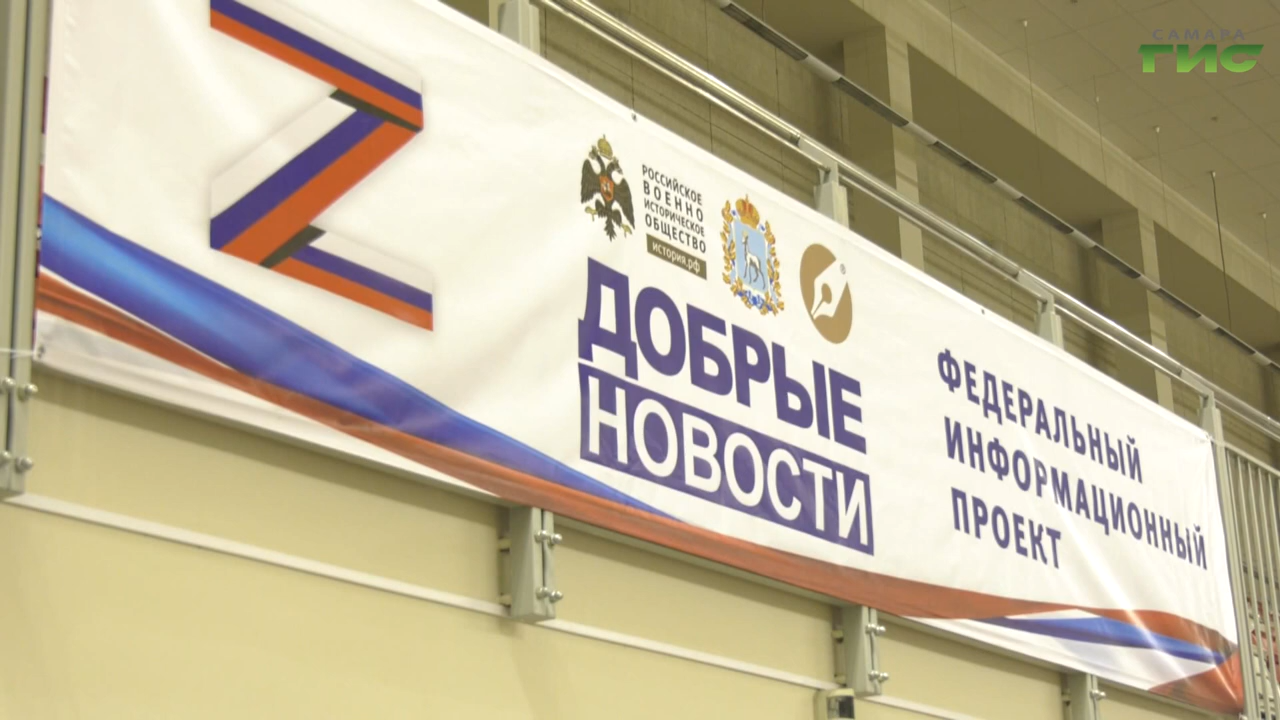 САМАРА
ГИС
Z
РОССИЙСКОЕ
ВОЕННО
ИСТОРИЧЕСКОЕ
ОБЩЕСТВО
история.рф
ДОБРЫЕ
НОВОСТИ
ФЕДЕРАЛЬНЫЙ
ИНФОРМАЦИОННЫЙ
ПРОЕКТ